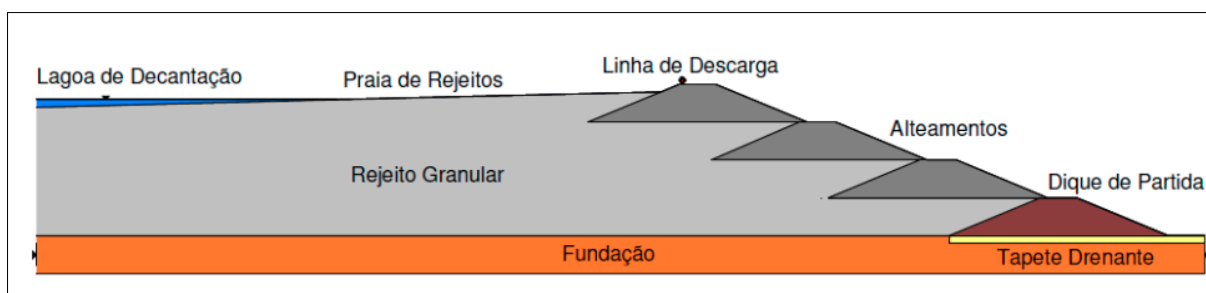 Linha de Descarga
Lagoa de Decantação
Praia de Rejeitos
Alteamentos
Rejeito Granular
Dique de Partida
Fundação
Tapete Drenante